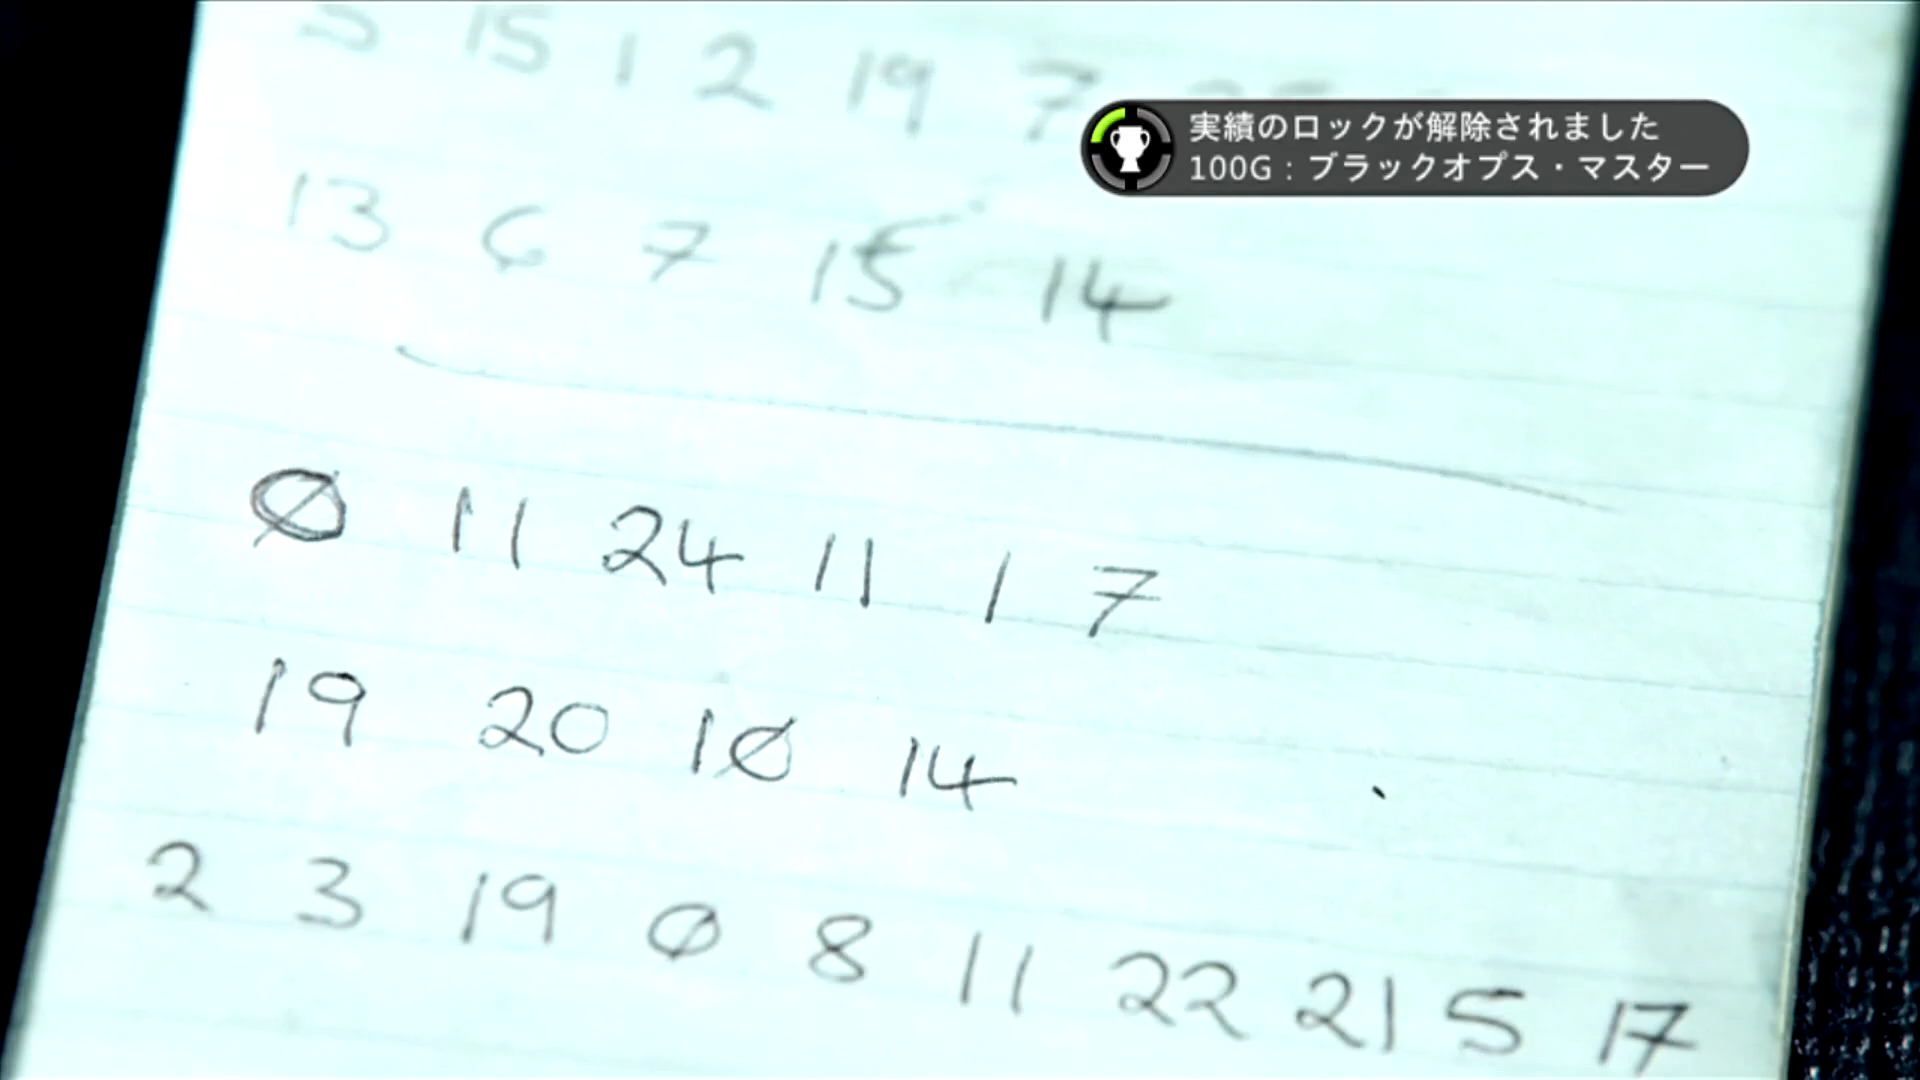 5 15 1 2 19 7
実績のロックが解除されました
100G：ブラックオプス・マスター
13 6 7 15 14
Ø 11 24 11 1 7
19 20 1Ø 14
2 3 19 Ø 8 11 22 21 5 17